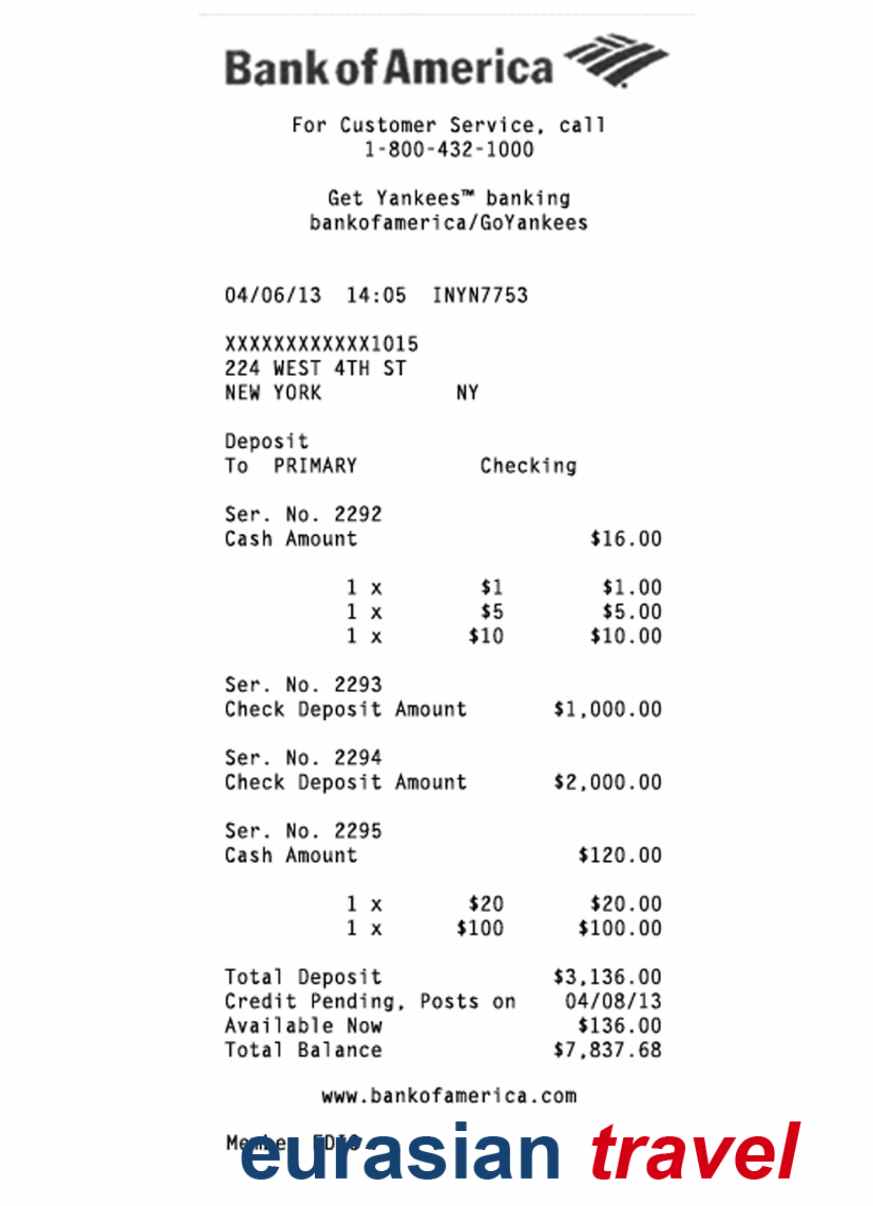 Bank of America
For Customer Service, call
1-800-432-1000
Get Yankees™ banking
bankofamerica/GoYankees
04/06/13 14:05 INYN7753
XXXXXXXXXXXX1015
224 WEST 4TH ST
NEW YORK NY
Deposit
To PRIMARY Checking
Ser. No. 2292
Cash Amount $16.00
1 x $1 $1.00
1 x $5 $5.00
1 x $10 $10.00
Ser. No. 2293
Check Deposit Amount $1,000.00
Ser. No. 2294
Check Deposit Amount $2,000.00
Ser. No. 2295
Cash Amount $120.00
1 x $20 $20.00
1 x $100 $100.00
Total Deposit $3,136.00
Credit Pending, Posts on 04/08/13
Available Now $136.00
Total Balance $7,837.68
www.bankofamerica.com
Member FDIC
eurasian travel